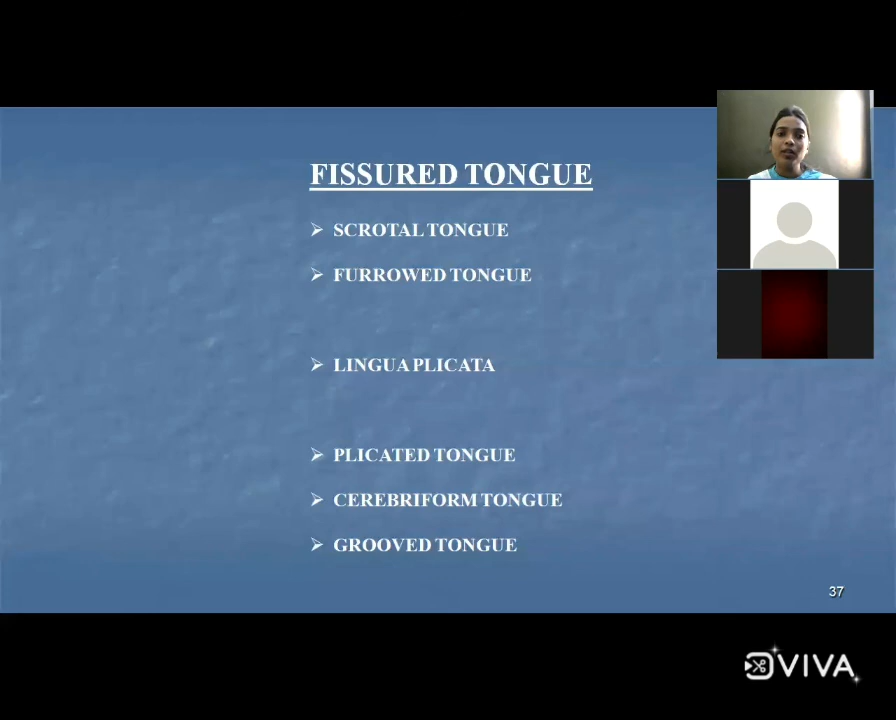 FISSURED TONGUE
SCROTAL TONGUE
FURROWED TONGUE
LINGUA PLICATA
PLICATED TONGUE
CEREBRIFORM TONGUE
GROOVED TONGUE
37
VIVA